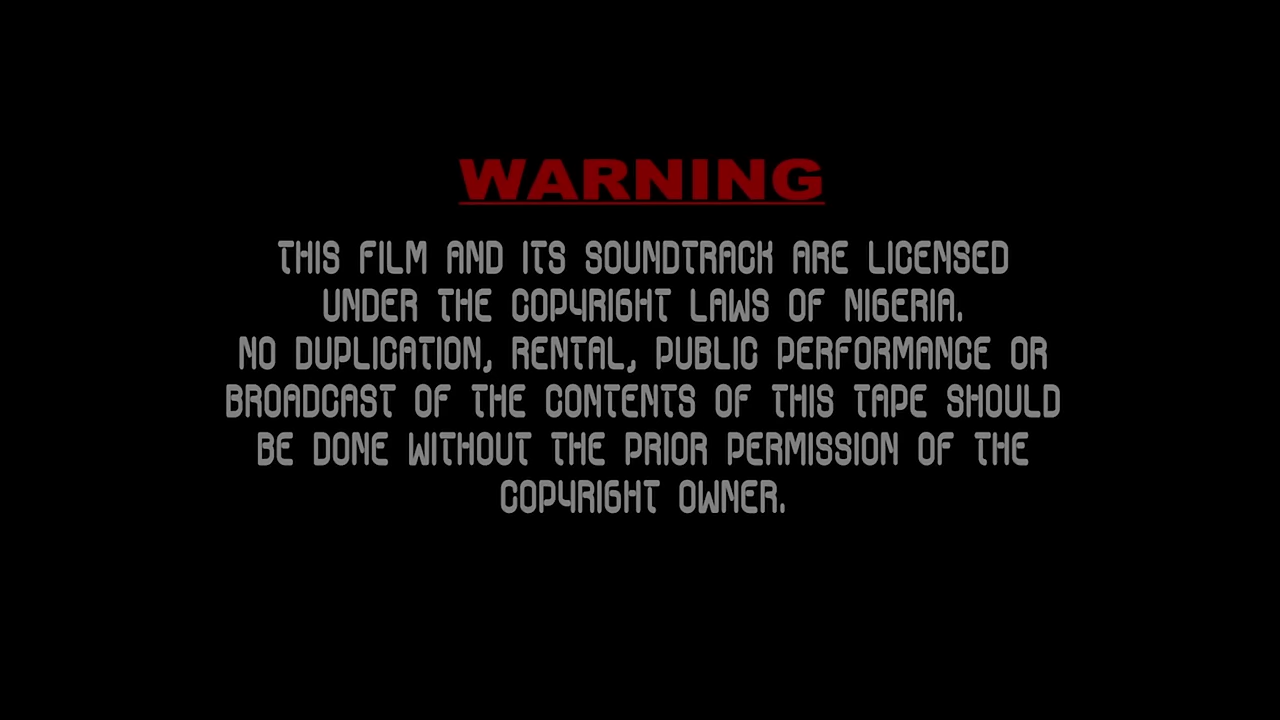 WARNING
THIS FILM AND ITS SOUNDTRACK ARE LICENSED
UNDER THE COPYRIGHT LAWS OF NIGERIA.
NO DUPLICATION, RENTAL, PUBLIC PERFORMANCE OR
BROADCAST OF THE CONTENTS OF THIS TAPE SHOULD
BE DONE WITHOUT THE PRIOR PERMISSION OF THE
COPYRIGHT OWNER.